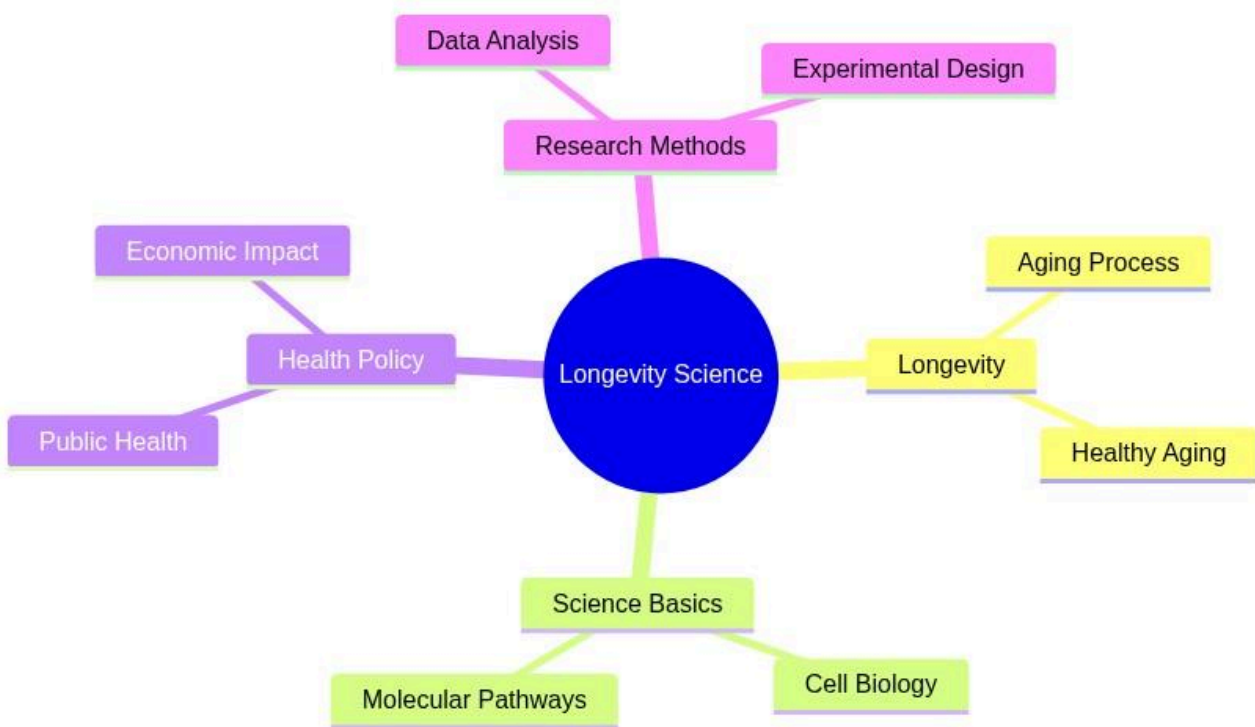 Data Analysis
Experimental Design
Research Methods
Economic Impact
Aging Process
Health Policy
Longevity Science
Longevity
Public Health
Healthy Aging
Science Basics
Molecular Pathways
Cell Biology